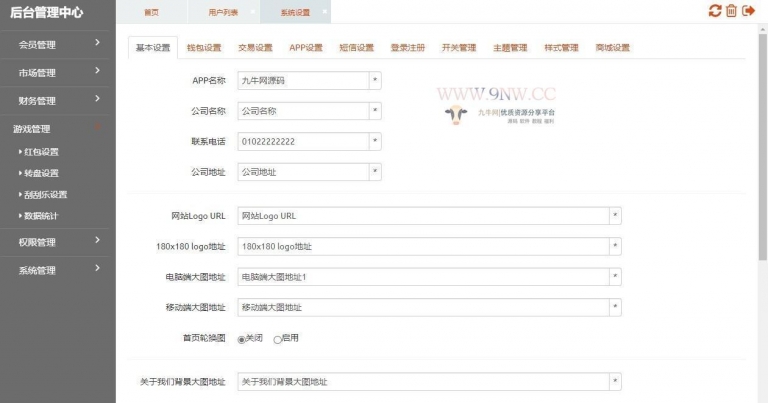 后台管理中心
首页 用户列表 系统设置
会员管理
市场管理
财务管理
游戏管理
红包设置
转盘设置
刮刮乐设置
数据统计
权限管理
系统管理
基本设置 钱包设置 交易设置 APP设置 短信设置 登录注册 开关管理 主题管理 样式管理 商城设置
APP名称 九牛网源码 *
公司名称 公司名称 *
联系电话 01022222222 *
公司地址 公司地址 *
WWW.9NW.CC
九牛网|优质资源分享平台
源码 软件 教程 福利
网站Logo URL 网站Logo URL *
180x180 logo地址 180x180 logo地址 *
电脑端大图地址 电脑端大图地址1 *
移动端大图地址 移动端大图地址 *
首页轮换图 关闭 启用
关于我们背景大图地址 关于我们背景大图地址 *